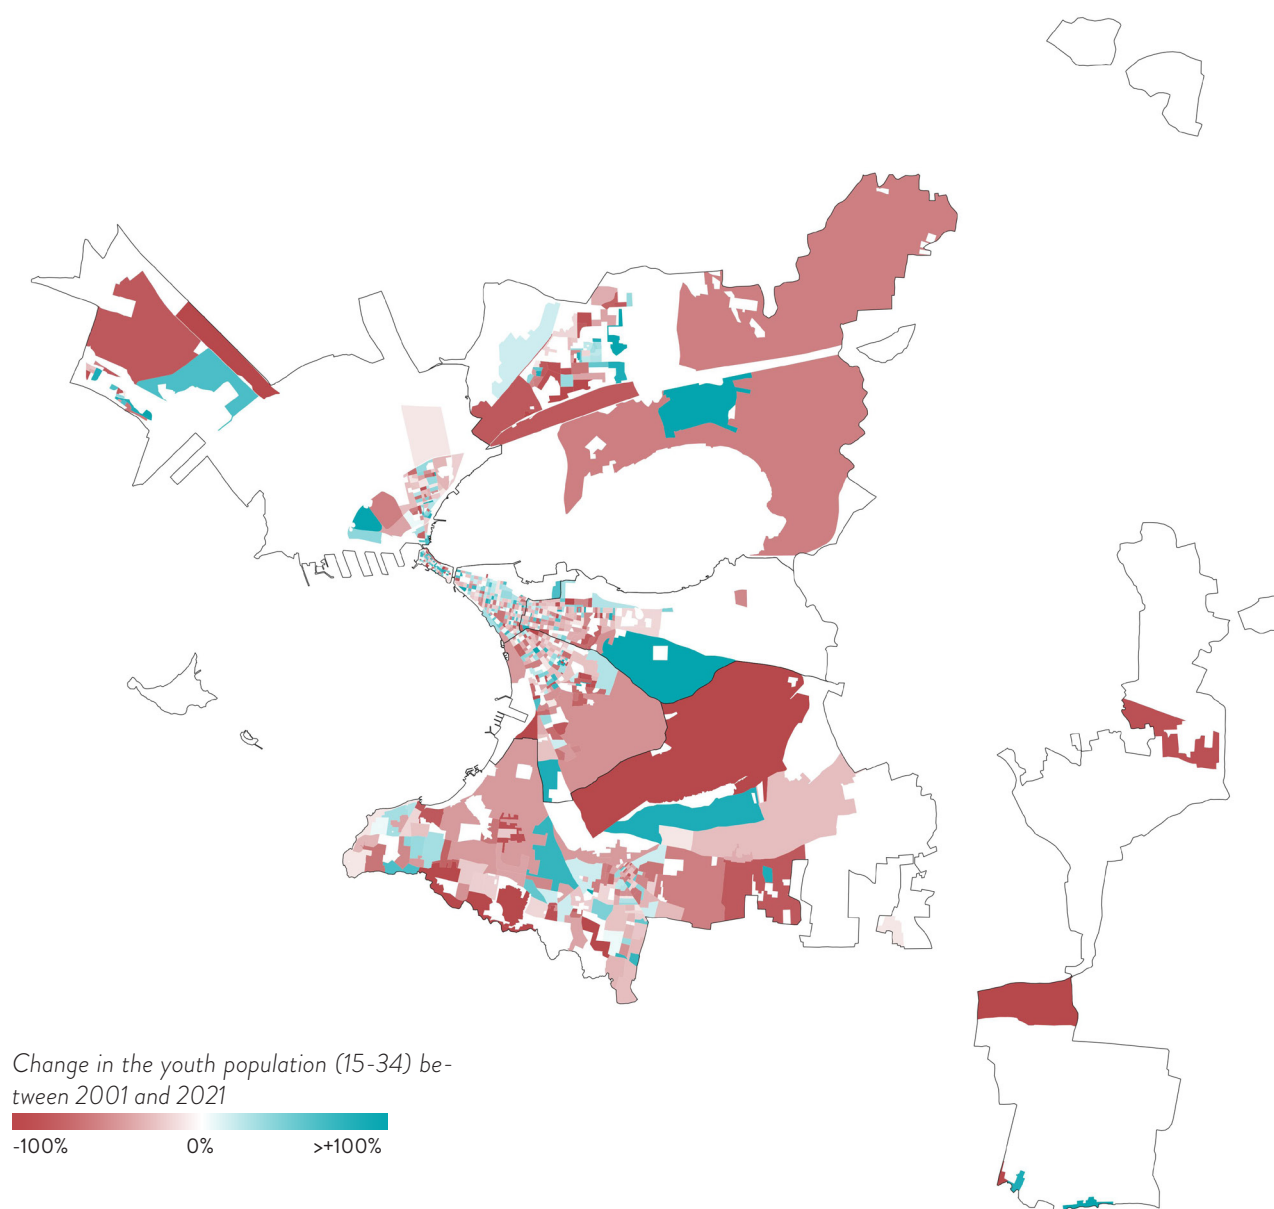 Change in the youth population (15-34) be-
tween 2001 and 2021
-100% 0% >+100%